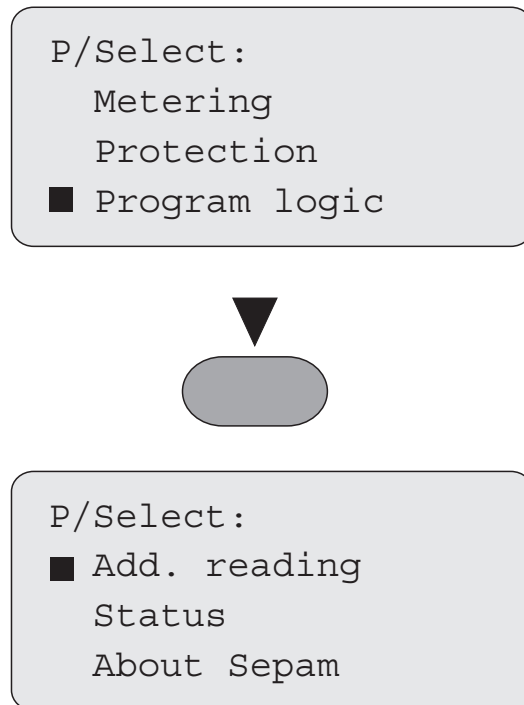 P/Select:
Metering
Protection
Program logic
P/Select:
Add. reading
Status
About Sepam